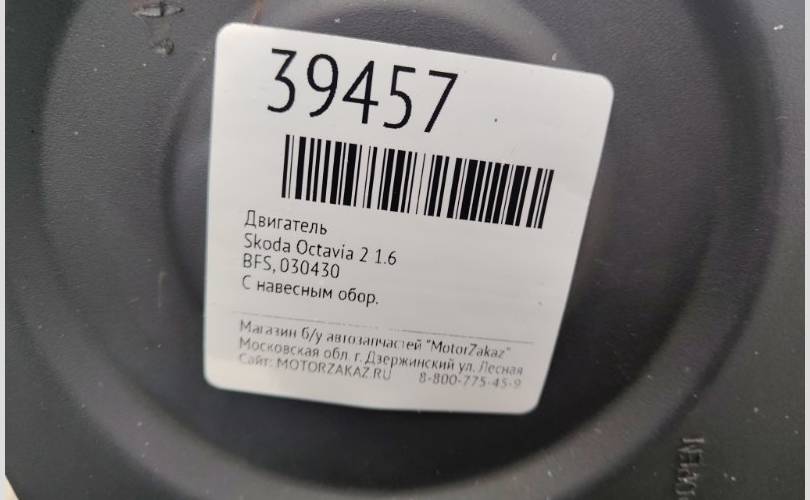 39457
Двигатель
Skoda Octavia 2 1.6
BFS, 030430
С навесным обор.
Магазин б/у автозапчастей "MotorZakaz"
Московская обл. г. Дзержинский ул. Лесная
Сайт: MOTORZAKAZ.RU 8-800-775-45-9